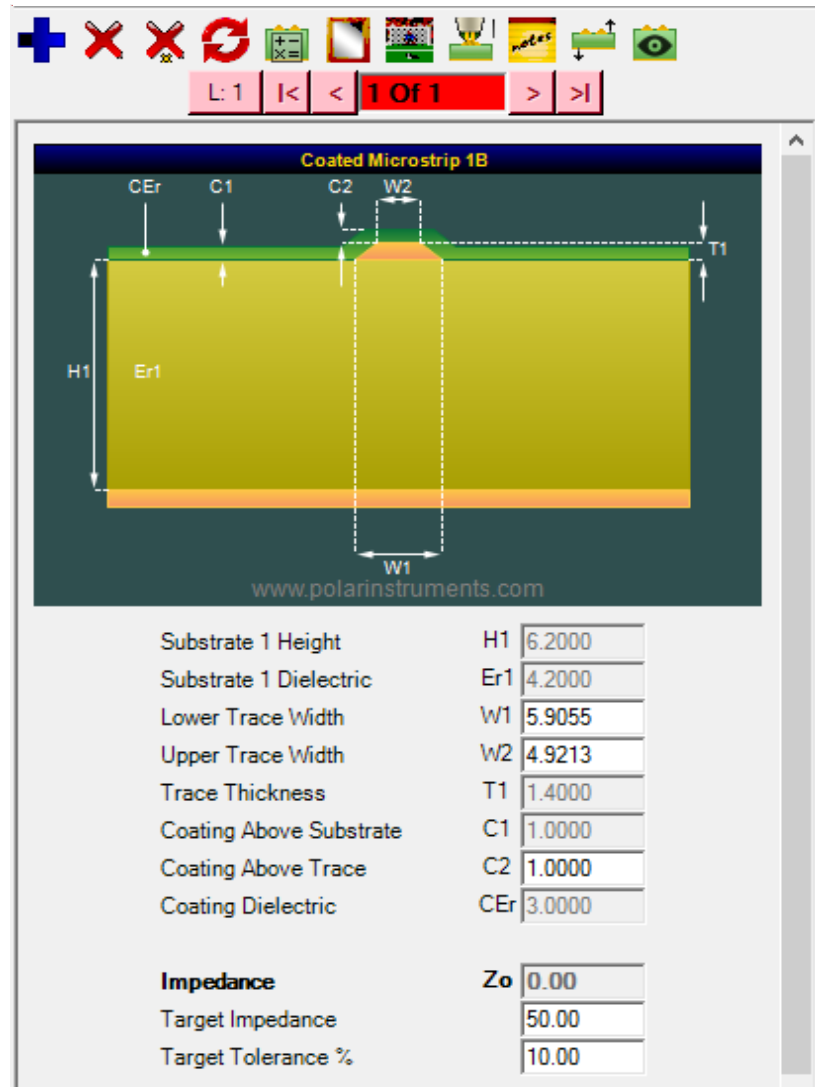 notes
L: 1 |< < 1 Of 1 > >|
Coated Microstrip 1B
CEr C1 C2 W2
T1
H1 Er1
W1
www.polarinstruments.com
Substrate 1 Height H1 6.2000
Substrate 1 Dielectric Er1 4.2000
Lower Trace Width W1 5.9055
Upper Trace Width W2 4.9213
Trace Thickness T1 1.4000
Coating Above Substrate C1 1.0000
Coating Above Trace C2 1.0000
Coating Dielectric CEr 3.0000
Impedance Zo 0.00
Target Impedance 50.00
Target Tolerance % 10.00